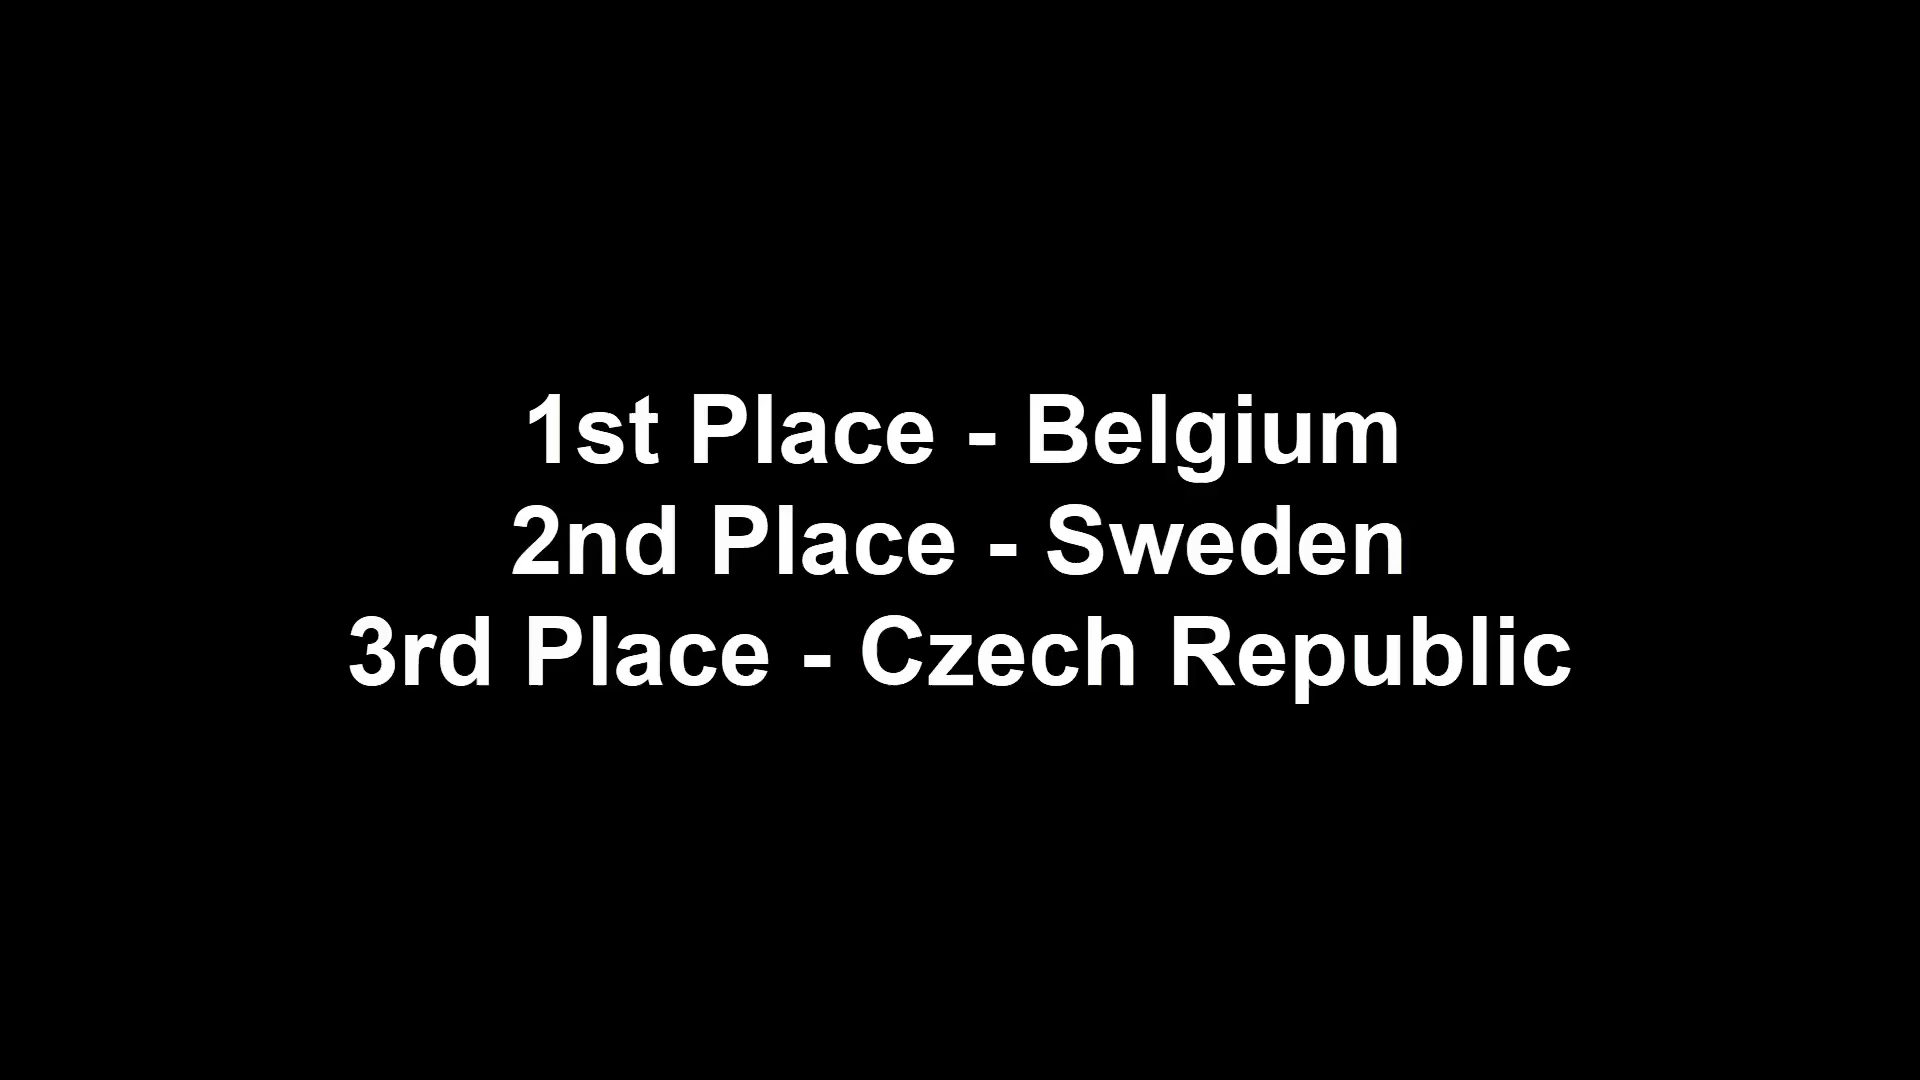 1st Place - Belgium
2nd Place - Sweden
3rd Place - Czech Republic